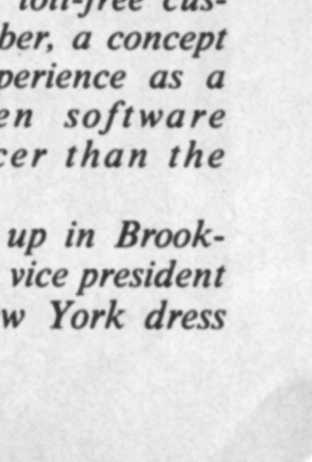 toll-free cus-
ber, a concept
perience as a
en software
cer than the
up in Brook-
vice president
w York dress